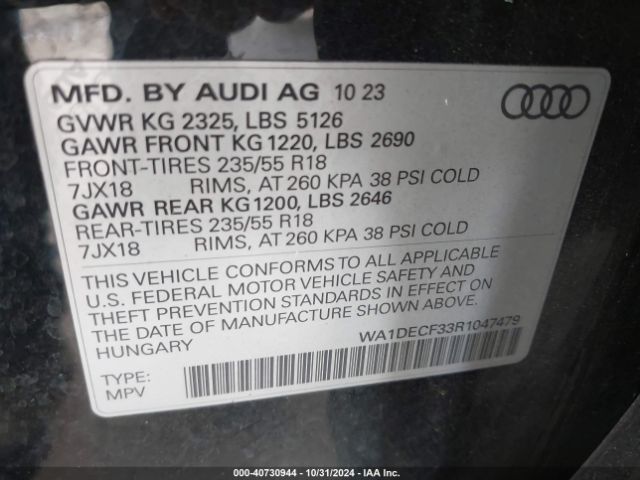 MFD. BY AUDI AG 10 23
GVWR KG 2325, LBS 5126
GAWR FRONT KG 1220, LBS 2690
FRONT-TIRES 235/55 R18
7JX18 RIMS, AT 260 KPA 38 PSI COLD
GAWR REAR KG 1200, LBS 2646
REAR-TIRES 235/55 R18
7JX18 RIMS, AT 260 KPA 38 PSI COLD
THIS VEHICLE CONFORMS TO ALL APPLICABLE
U.S. FEDERAL MOTOR VEHICLE SAFETY AND
THEFT PREVENTION STANDARDS IN EFFECT ON
THE DATE OF MANUFACTURE SHOWN ABOVE.
HUNGARY
WA1DECF33R1047479
TYPE:
MPV
000-40730944 - 10/31/2024 - IAA Inc.